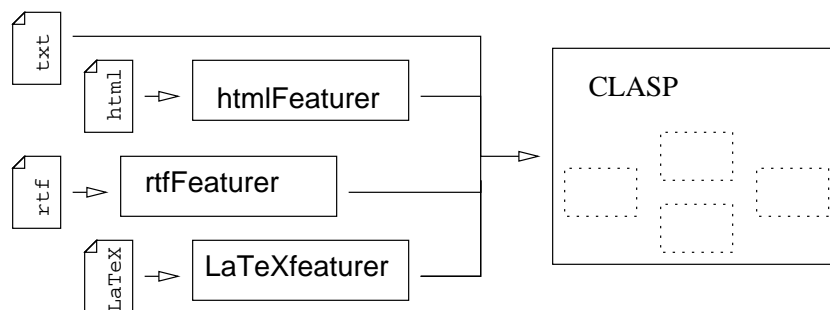 txt
html
htmlFeaturer
CLASP
rtf
rtfFeaturer
LaTeX
LaTeXfeaturer